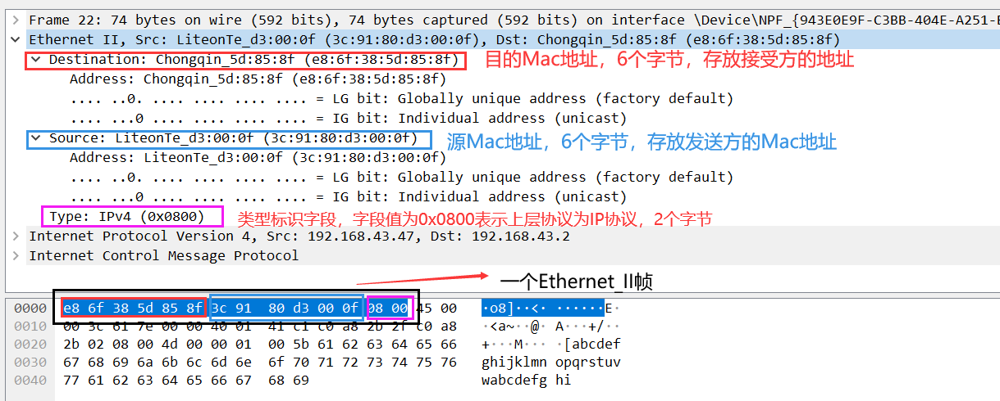 Frame 22: 74 bytes on wire (592 bits), 74 bytes captured (592 bits) on interface \Device\NPF_{943E0E9F-C3BB-404E-A251-
Ethernet II, Src: LiteonTe_d3:00:0f (3c:91:80:d3:00:0f), Dst: Chongqin_5d:85:8f (e8:6f:38:5d:85:8f)
Destination: Chongqin_5d:85:8f (e8:6f:38:5d:85:8f) 目的Mac地址，6个字节，存放接受方的地址
Address: Chongqin_5d:85:8f (e8:6f:38:5d:85:8f)
.... ..0. .... .... .... .... = LG bit: Globally unique address (factory default)
.... ...0 .... .... .... .... = IG bit: Individual address (unicast)
Source: LiteonTe_d3:00:0f (3c:91:80:d3:00:0f) 源Mac地址，6个字节，存放发送方的Mac地址
Address: LiteonTe_d3:00:0f (3c:91:80:d3:00:0f)
.... ..0. .... .... .... .... = LG bit: Globally unique address (factory default)
.... ...0 .... .... .... .... = IG bit: Individual address (unicast)
Type: IPv4 (0x0800) 类型标识字段，字段值为0x0800表示上层协议为IP协议，2个字节
Internet Protocol Version 4, Src: 192.168.43.47, Dst: 192.168.43.2
Internet Control Message Protocol
一个Ethernet_II帧
0000 e8 6f 38 5d 85 8f 3c 91 80 d3 00 0f 08 00 45 00 ·o8]··<· ······E·
0010 00 3c 61 7e 00 00 40 01 41 c1 c0 a8 2b 2f c0 a8 ·<a~··@· A···+/··
0020 2b 02 08 00 4d 00 00 01 00 5b 61 62 63 64 65 66 +···M··· ·[abcdef
0030 67 68 69 6a 6b 6c 6d 6e 6f 70 71 72 73 74 75 76 ghijklmn opqrstuv
0040 77 61 62 63 64 65 66 67 68 69 wabcdefg hi